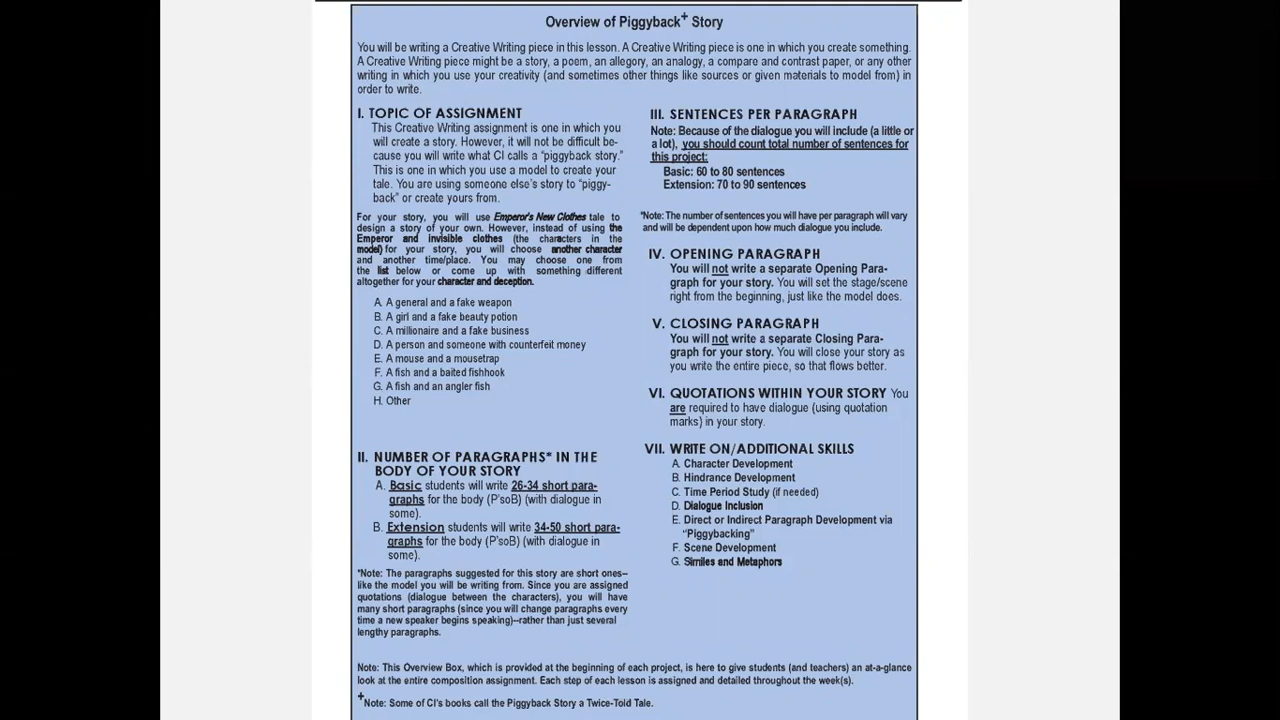 Overview of Piggyback+ Story
You will be writing a Creative Writing piece in this lesson. A Creative Writing piece is one in which you create something.
A Creative Writing piece might be a story, a poem, an allegory, an analogy, a compare and contrast paper, or any other
writing in which you use your creativity (and sometimes other things like sources or given materials to model from) in
order to write.
I. TOPIC OF ASSIGNMENT
This Creative Writing assignment is one in which you
will create a story. However, it will not be difficult be-
cause you will write what CI calls a “piggyback story.”
This is one in which you use a model to create your
tale. You are using someone else’s story to “piggy-
back” or create yours from.
For your story, you will use Emperor’s New Clothes tale to
design a story of your own. However, instead of using the
Emperor and invisible clothes (the characters in the
model) for your story, you will choose another character
and another time/place. You may choose one from
the list below or come up with something different
altogether for your character and deception.
A. A general and a fake weapon
B. A girl and a fake beauty potion
C. A millionaire and a fake business
D. A person and someone with counterfeit money
E. A mouse and a mousetrap
F. A fish and a baited fishhook
G. A fish and an angler fish
H. Other
II. NUMBER OF PARAGRAPHS* IN THE
BODY OF YOUR STORY
A. Basic students will write 26-34 short para-
graphs for the body (P’soB) (with dialogue in
some).
B. Extension students will write 34-50 short para-
graphs for the body (P’soB) (with dialogue in
some).
*Note: The paragraphs suggested for this story are short ones--
like the model you will be writing from. Since you are assigned
quotations (dialogue between the characters), you will have
many short paragraphs (since you will change paragraphs every
time a new speaker begins speaking)--rather than just several
lengthy paragraphs.
III. SENTENCES PER PARAGRAPH
Note: Because of the dialogue you will include (a little or
a lot), you should count total number of sentences for
this project:
Basic: 60 to 80 sentences
Extension: 70 to 90 sentences
*Note: The number of sentences you will have per paragraph will vary
and will be dependent upon how much dialogue you include.
IV. OPENING PARAGRAPH
You will not write a separate Opening Para-
graph for your story. You will set the stage/scene
right from the beginning, just like the model does.
V. CLOSING PARAGRAPH
You will not write a separate Closing Para-
graph for your story. You will close your story as
you write the entire piece, so that flows better.
VI. QUOTATIONS WITHIN YOUR STORY You
are required to have dialogue (using quotation
marks) in your story.
VII. WRITE ON/ADDITIONAL SKILLS
A. Character Development
B. Hindrance Development
C. Time Period Study (if needed)
D. Dialogue Inclusion
E. Direct or Indirect Paragraph Development via
“Piggybacking”
F. Scene Development
G. Similes and Metaphors
Note: This Overview Box, which is provided at the beginning of each project, is here to give students (and teachers) an at-a-glance
look at the entire composition assignment. Each step of each lesson is assigned and detailed throughout the week(s).
+Note: Some of CI’s books call the Piggyback Story a Twice-Told Tale.